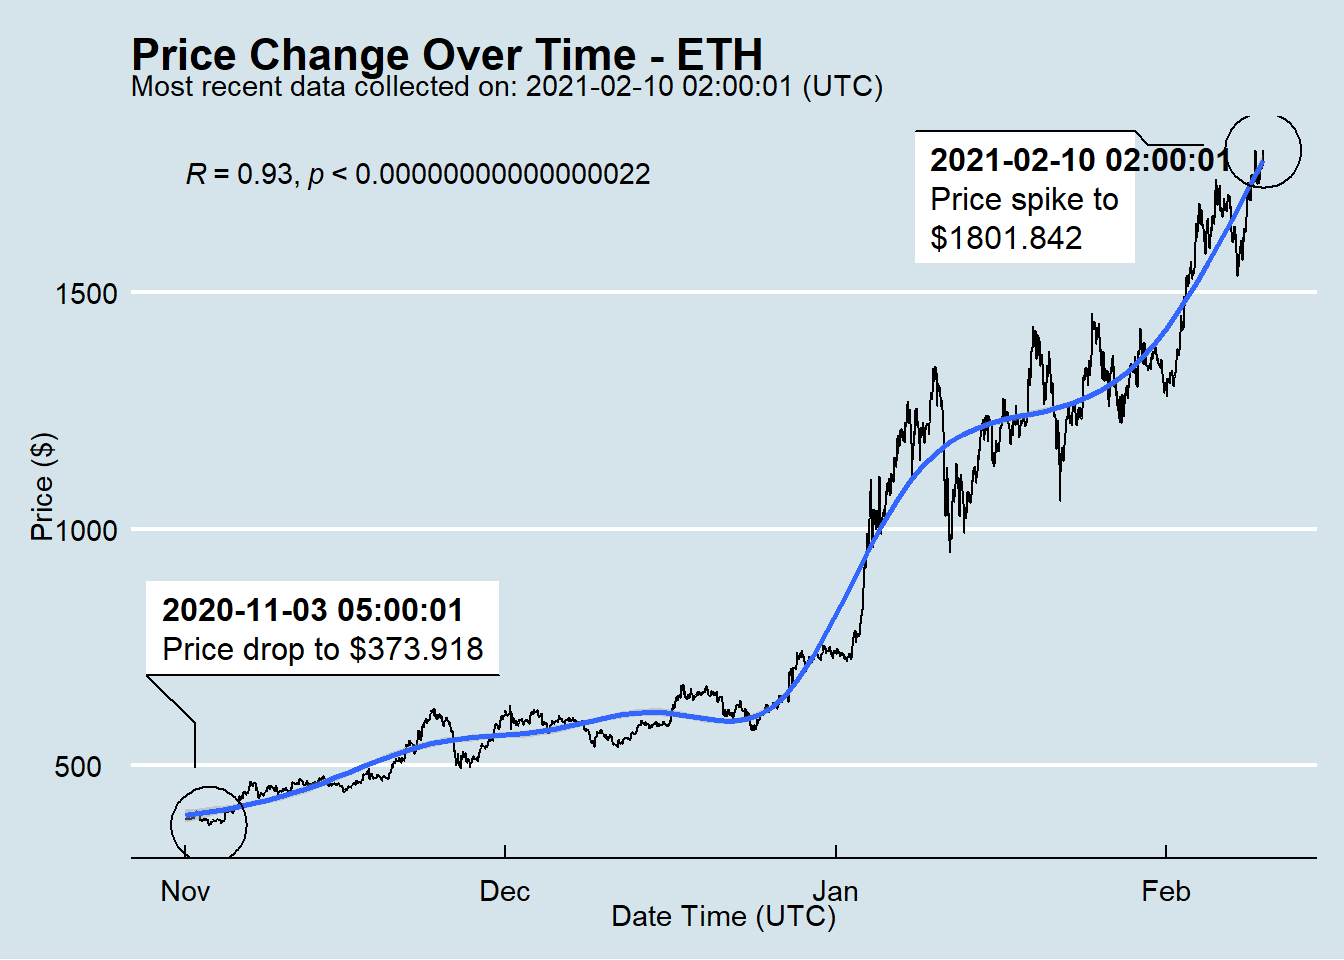 Price Change Over Time - ETH
Most recent data collected on: 2021-02-10 02:00:01 (UTC)
R = 0.93, p < 0.00000000000000022
2021-02-10 02:00:01
Price spike to
$1801.842
1500
1000
500
Price ($)
2020-11-03 05:00:01
Price drop to $373.918
Nov
Dec
Jan
Feb
Date Time (UTC)